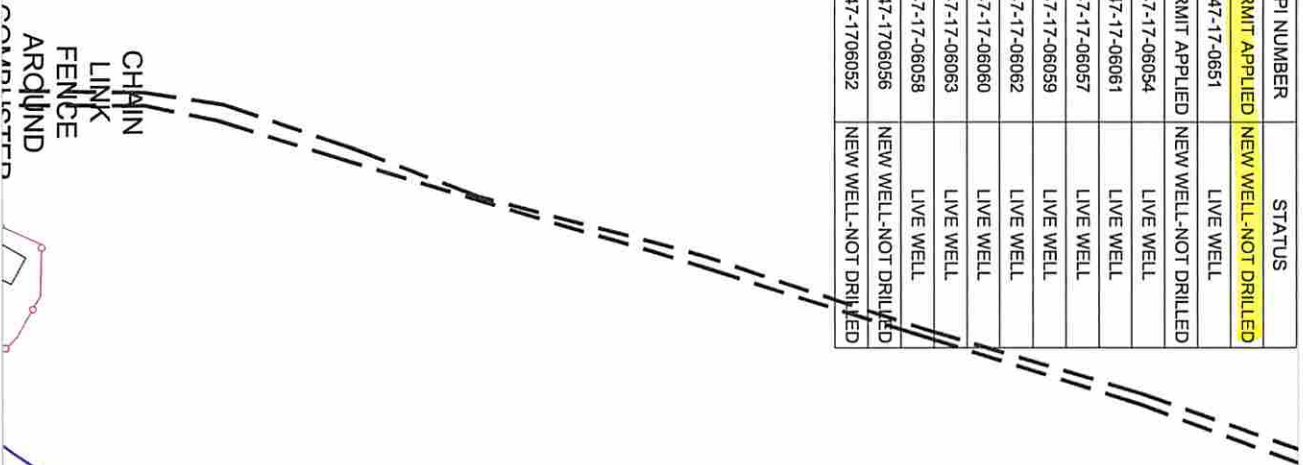 PI NUMBER STATUS
RMIT APPLIED NEW WELL-NOT DRILLED
47-17-0651 LIVE WELL
RMIT APPLIED NEW WELL-NOT DRILLED
7-17-06054 LIVE WELL
7-17-06061 LIVE WELL
7-17-06057 LIVE WELL
7-17-06059 LIVE WELL
7-17-06062 LIVE WELL
7-17-06060 LIVE WELL
7-17-06063 LIVE WELL
7-17-06058 LIVE WELL
47-1706056 NEW WELL-NOT DRILLED
47-1706052 NEW WELL-NOT DRILLED
CHAIN
LINK
FENCE
AROUND
COMBUSTER